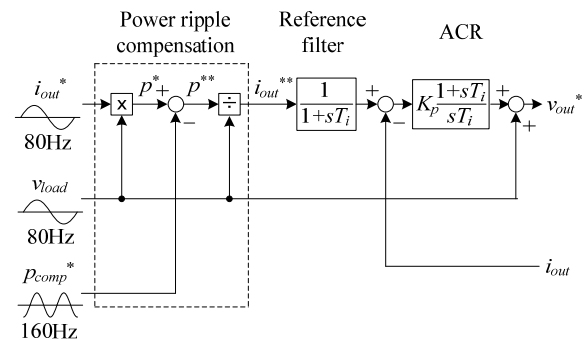 Power ripple
compensation
Reference
filter
ACR
i_out*
80Hz
x
p*
+
−
p**
÷
i_out**
1
1+sT_i
+
−
K_p 1+sT_i
sT_i
+
+
v_out*
v_load
80Hz
i_out
p_comp*
160Hz